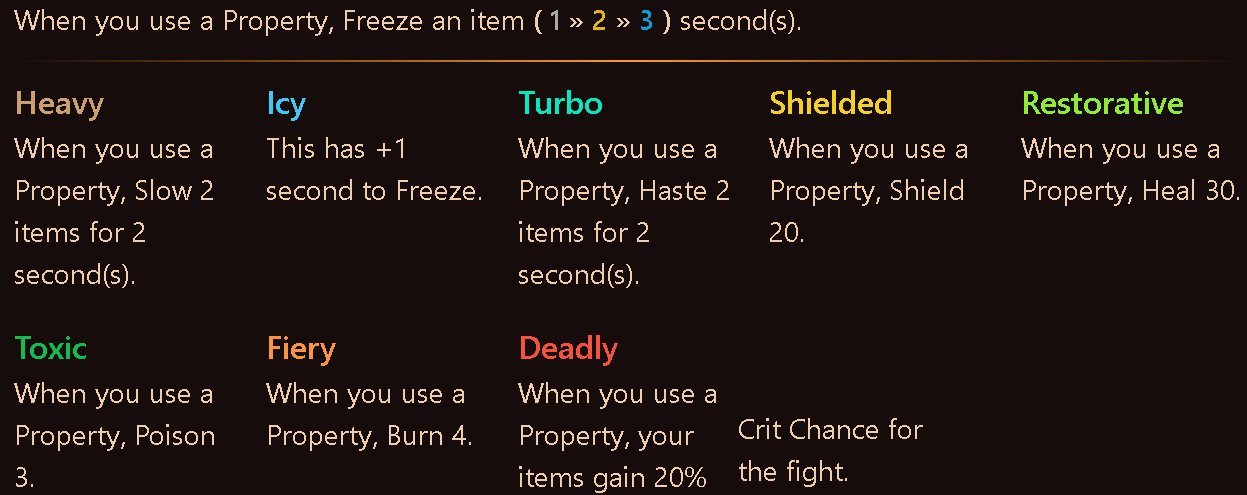 When you use a Property, Freeze an item ( 1 » 2 » 3 ) second(s).
Heavy
When you use a
Property, Slow 2
items for 2
second(s).
Icy
This has +1
second to Freeze.
Turbo
When you use a
Property, Haste 2
items for 2
second(s).
Shielded
When you use a
Property, Shield
20.
Restorative
When you use a
Property, Heal 30.
Toxic
When you use a
Property, Poison
3.
Fiery
When you use a
Property, Burn 4.
Deadly
When you use a
Property, your
items gain 20%
Crit Chance for
the fight.